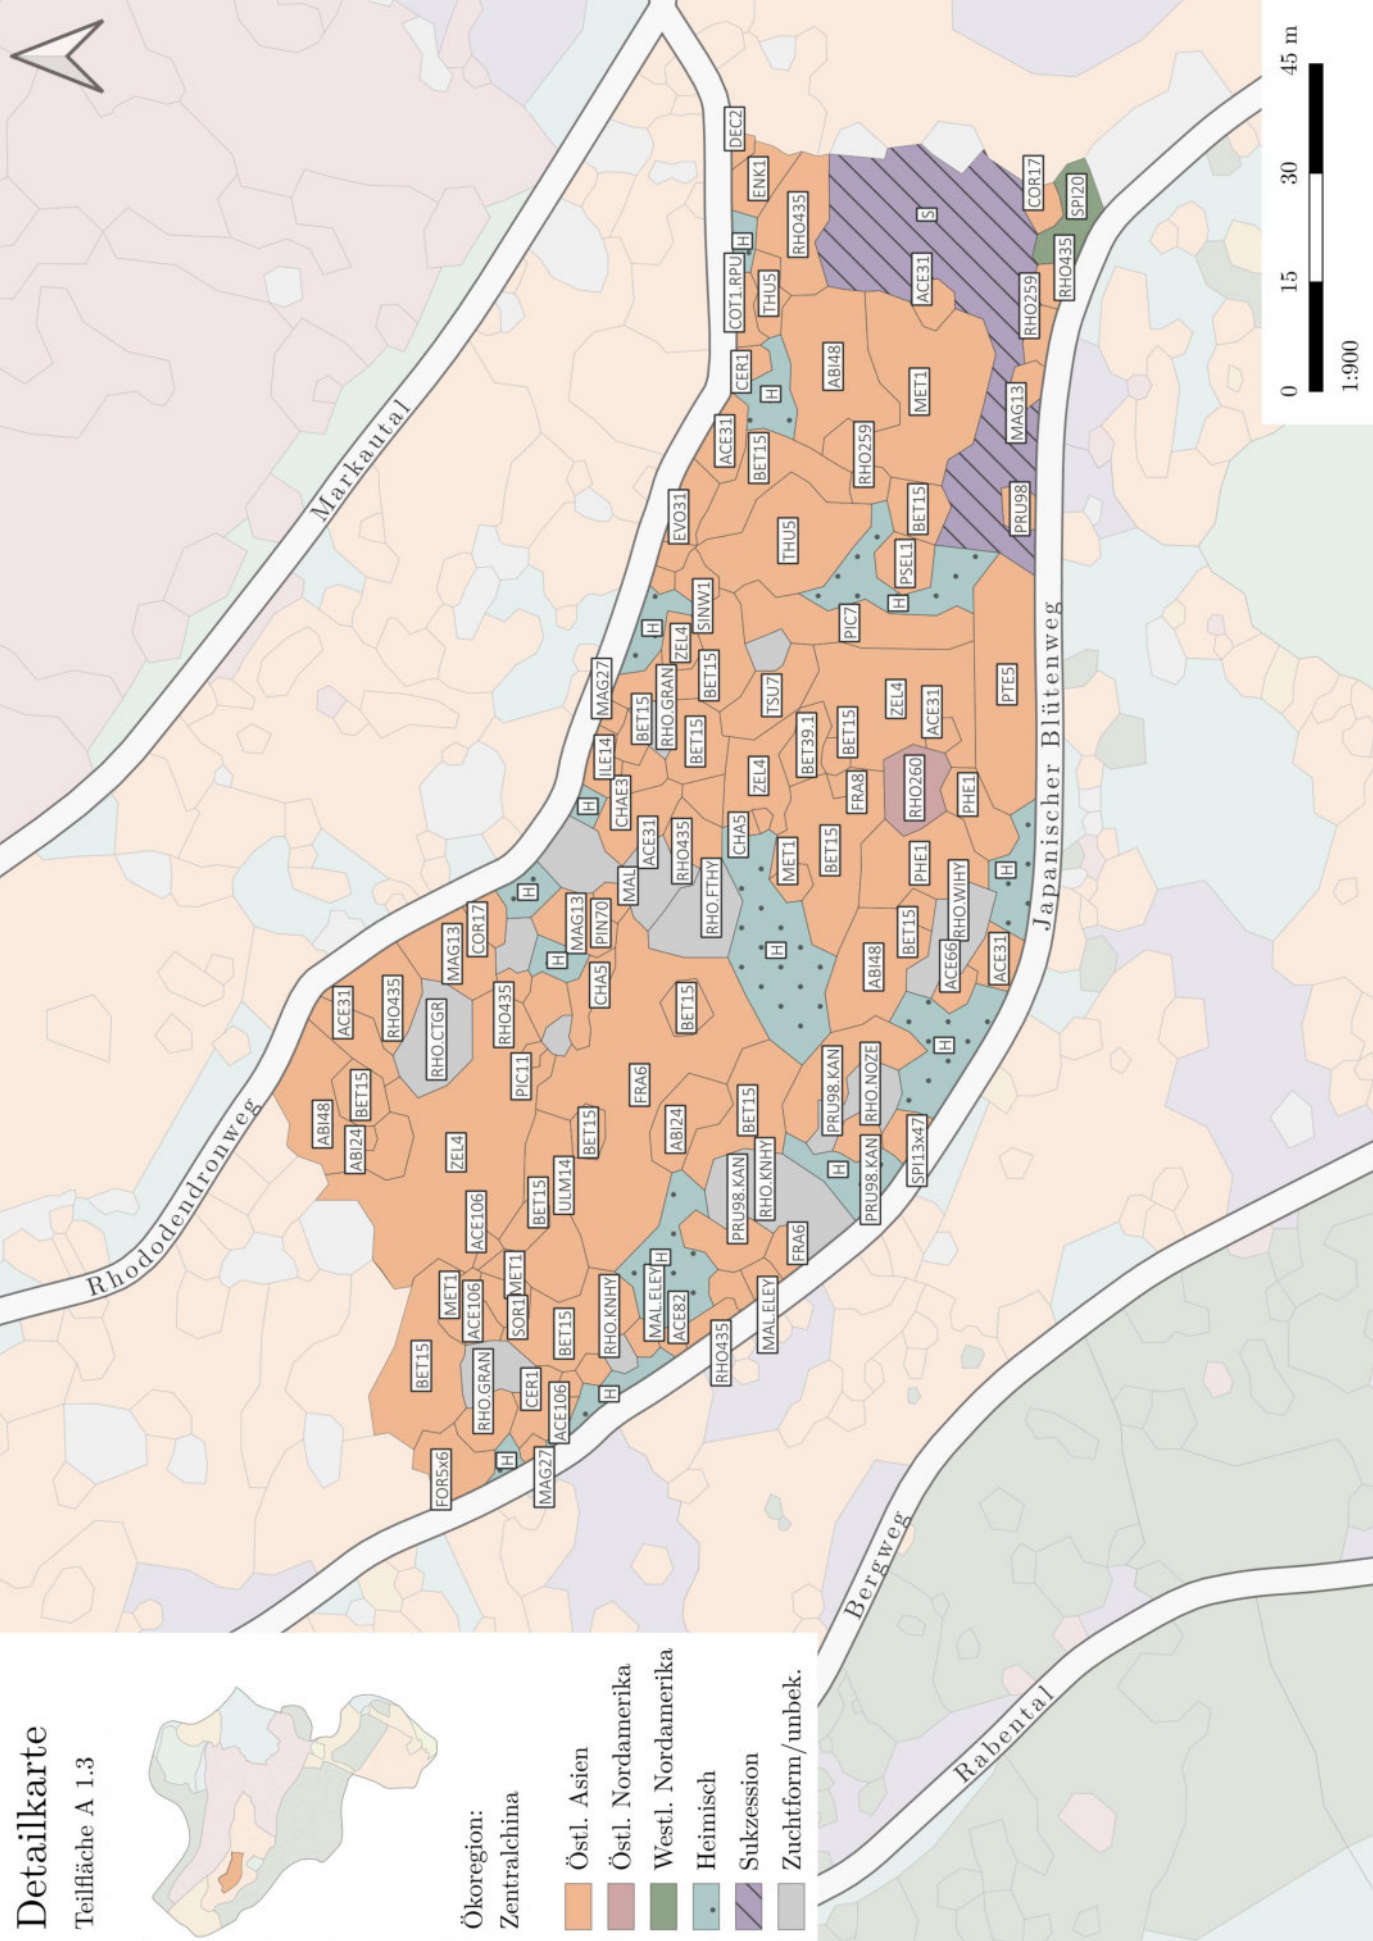 Detailkarte
Teilfläche A 1.3
Ökoregion:
Zentralchina
Östl. Asien
Östl. Nordamerika
Westl. Nordamerika
Heimisch
Sukzession
Zuchtform/unbek.
Rhododendronweg
Markautal
Japanischer Blütenweg
Bergweg
Rabental
0 15 30 45 m
1:900
FOR5x6
BET15
RHO.GRAN
H
MAG27
CER1
ACE106
MET1
ACE106
SOR1
MET1
BET15
ACE106
BET15
ULM14
RHO.KNHY
H
MAL.ELEY
H
ACE82
RHO435
MAL.ELEY
FRA6
PRU98.KAN
RHO.KNHY
H
PRU98.KAN
SPI13x47
ABI48
ABI24
BET15
ZEL4
ACE31
RHO435
RHO.CTGR
MAG13
COR17
RHO435
PIC11
BET15
FRA6
ABI24
BET15
BET15
PRU98.KAN
RHO.NOZE
H
H
MAG13
H
PIN70
CHA5
MAL
ACE31
RHO435
RHO.FTHY
H
CHAE3
ILE14
MAG27
BET15
RHO.GRAN
BET15
H
ZEL4
BET15
SINW1
EVO31
CHA5
ZEL4
TSU7
BET39.1
BET15
MET1
BET15
FRA8
H
ABI48
BET15
PHE1
RHO.WIHY
ACE66
ACE31
H
RHO260
PHE1
ZEL4
ACE31
PTE5
PIC7
H
PSEL1
BET15
THU5
ACE31
BET15
H
CER1
COT1.RPU
THU5
H
ENK1
DEC2
RHO435
ABI48
RHO259
MET1
ACE31
S
PRU98
MAG13
RHO259
RHO435
COR17
SPI20